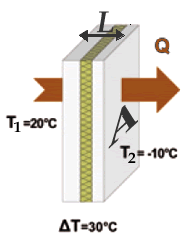 L
Q
T₁=20°C
A
T₂= -10°C
ΔT=30°C